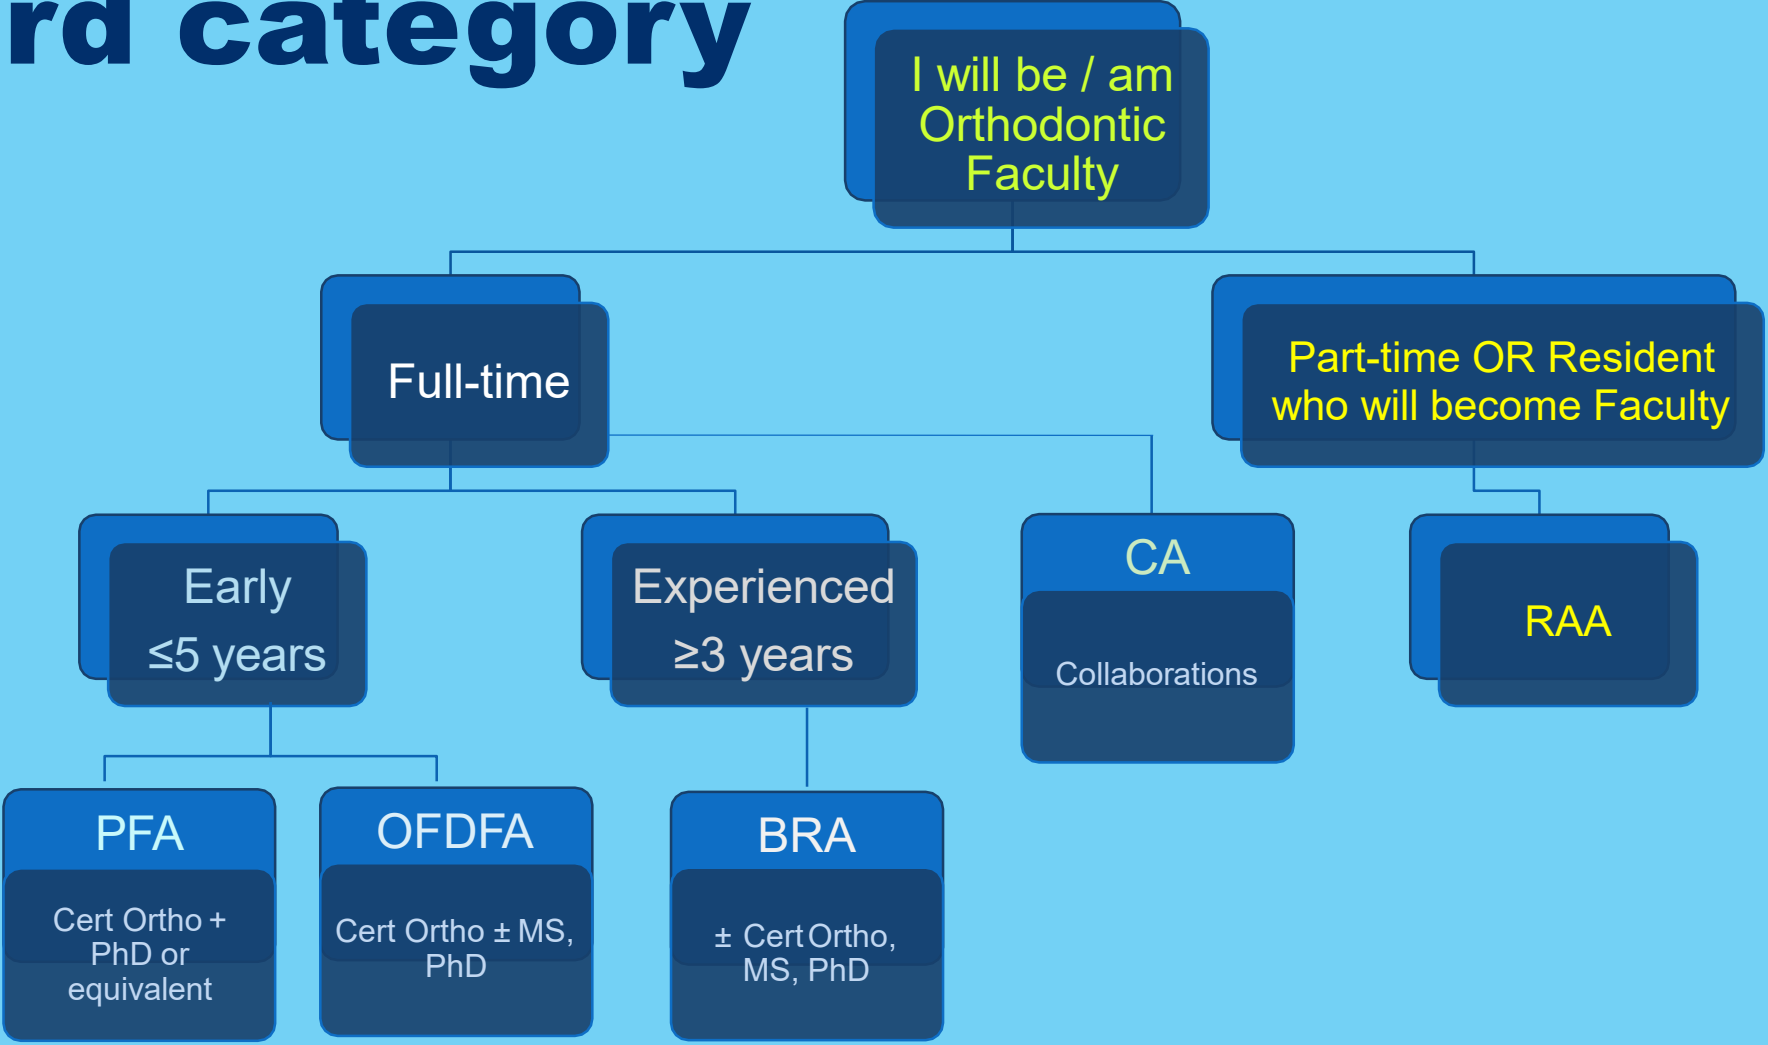 rd category
I will be / am
Orthodontic
Faculty
Full-time
Part-time OR Resident
who will become Faculty
Early
≤5 years
Experienced
≥3 years
CA
Collaborations
RAA
PFA
Cert Ortho +
PhD or
equivalent
OFDFA
Cert Ortho ± MS,
PhD
BRA
± Cert Ortho,
MS, PhD